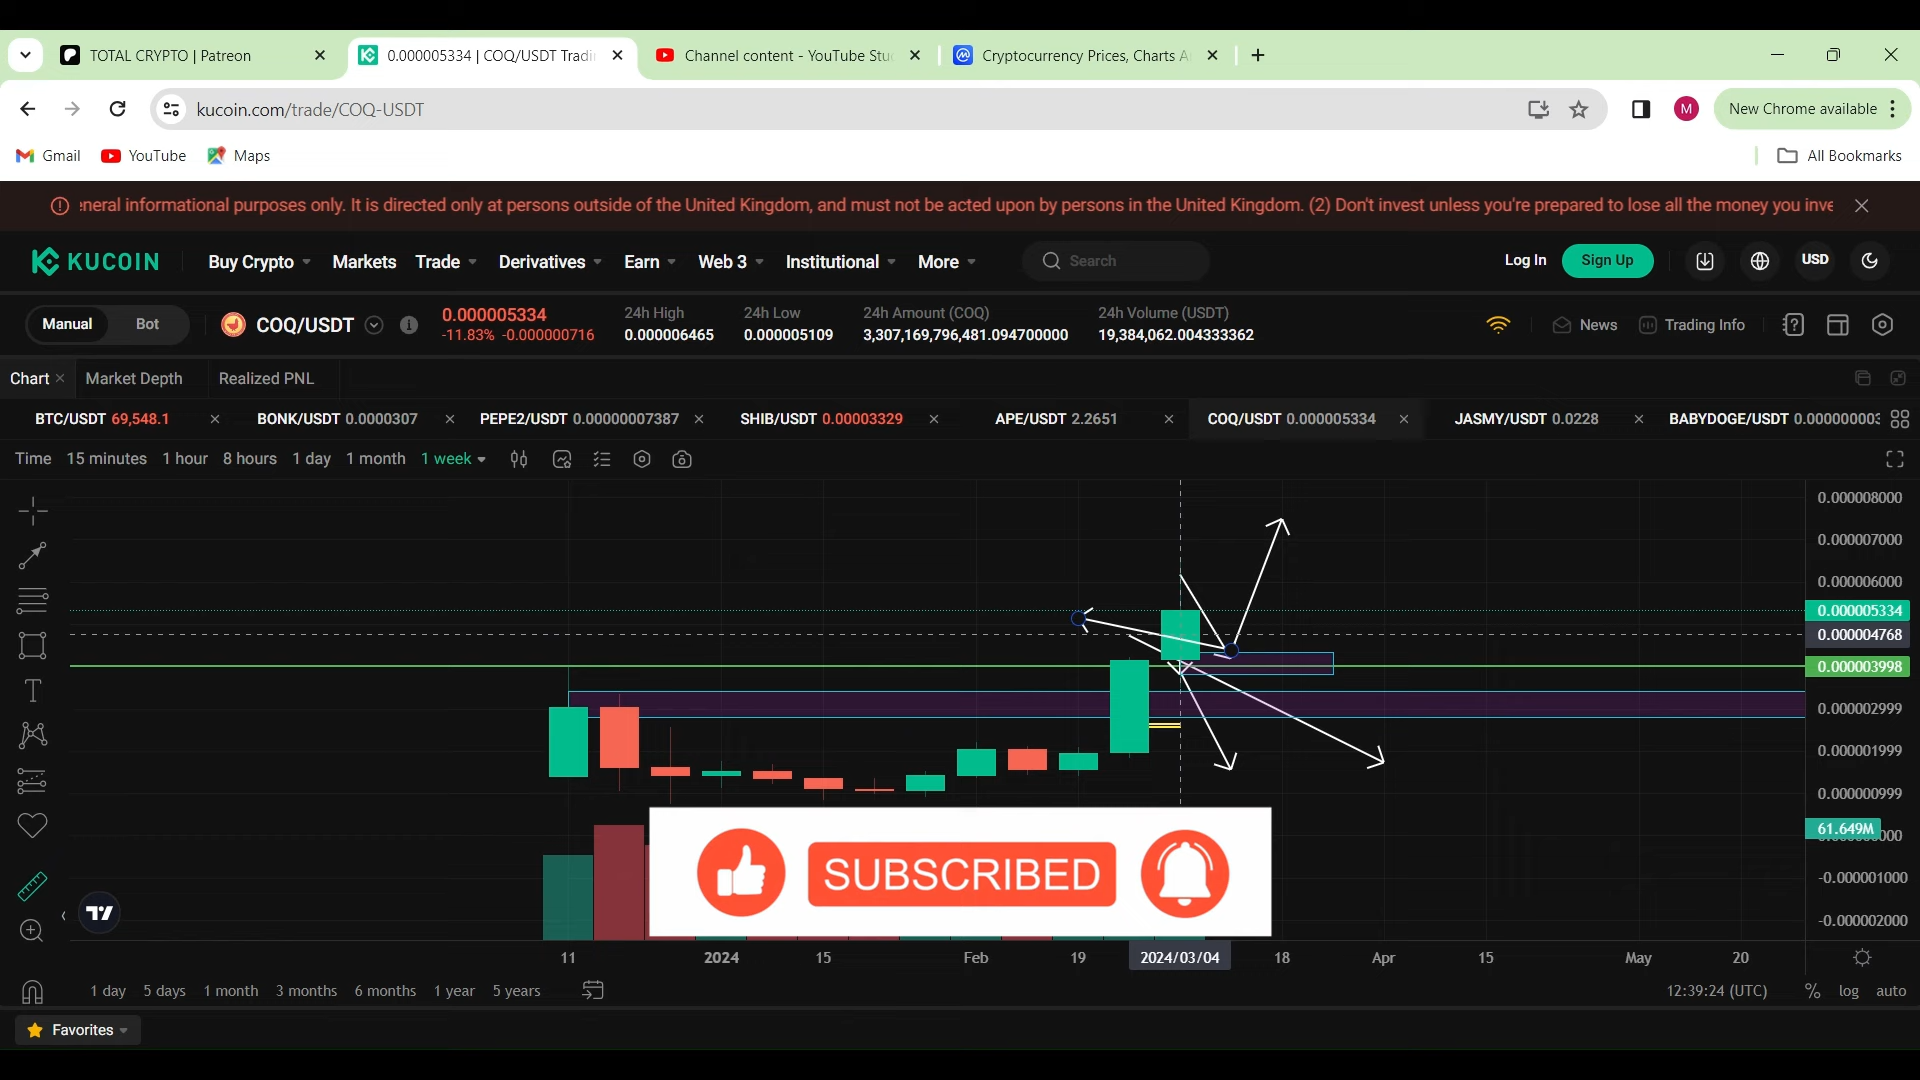 TOTAL CRYPTO | Patreon
0.000005334 | COQ/USDT Tradi
Channel content - YouTube Stu
Cryptocurrency Prices, Charts A
kucoin.com/trade/COQ-USDT
M
New Chrome available
Gmail
YouTube
Maps
All Bookmarks
eneral informational purposes only. It is directed only at persons outside of the United Kingdom, and must not be acted upon by persons in the United Kingdom. (2) Don't invest unless you're prepared to lose all the money you inve
KUCOIN
Buy Crypto
Markets
Trade
Derivatives
Earn
Web 3
Institutional
More
Search
Log In
Sign Up
USD
Manual
Bot
COQ/USDT
0.000005334
-11.83% -0.000000716
24h High
0.000006465
24h Low
0.000005109
24h Amount (COQ)
3,307,169,796,481.094700000
24h Volume (USDT)
19,384,062.004333362
News
Trading Info
Chart
Market Depth
Realized PNL
BTC/USDT 69,548.1
BONK/USDT 0.0000307
PEPE2/USDT 0.00000007387
SHIB/USDT 0.00003329
APE/USDT 2.2651
COQ/USDT 0.000005334
JASMY/USDT 0.0228
BABYDOGE/USDT 0.000000003
Time
15 minutes
1 hour
8 hours
1 day
1 month
1 week
0.000008000
0.000007000
0.000006000
0.000005334
0.000004768
0.000003998
0.000002999
0.000001999
0.000000999
61.649M
-0.000001000
-0.000002000
SUBSCRIBED
11
2024
15
Feb
19
2024/03/04
18
Apr
15
May
20
1 day
5 days
1 month
3 months
6 months
1 year
5 years
12:39:24 (UTC)
%
log
auto
Favorites